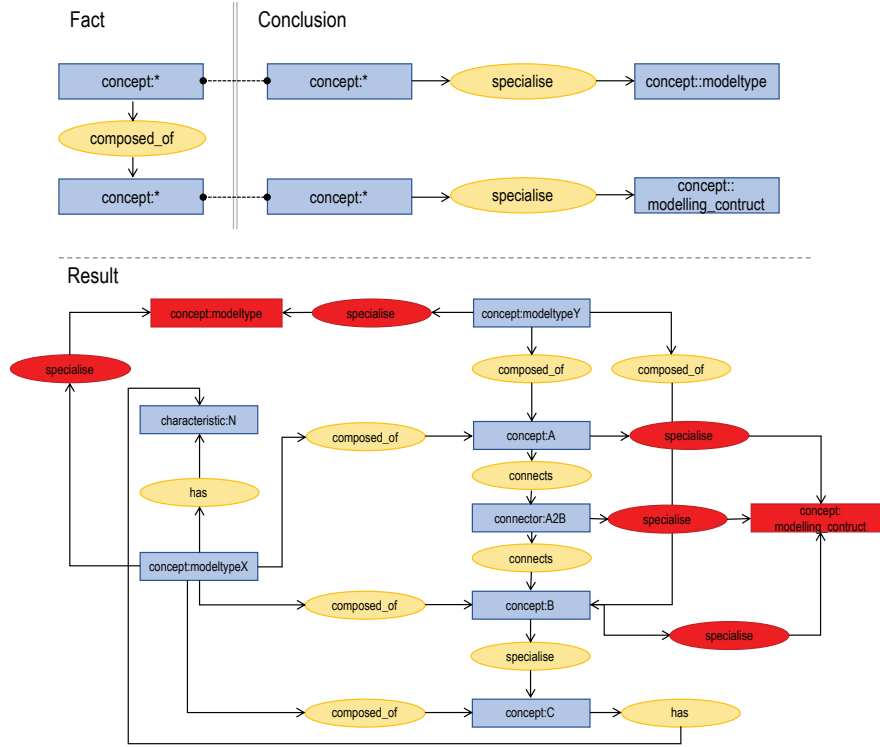 Fact
Conclusion
concept:*
concept:*
specialise
concept::modeltype
composed_of
concept:*
concept:*
specialise
concept::
modelling_contruct
Result
concept:modeltype
specialise
concept:modeltypeY
specialise
composed_of
composed_of
characteristic:N
composed_of
concept:A
specialise
connects
has
connector:A2B
specialise
concept:
modelling_contruct
concept:modeltypeX
connects
composed_of
concept:B
specialise
specialise
composed_of
concept:C
has